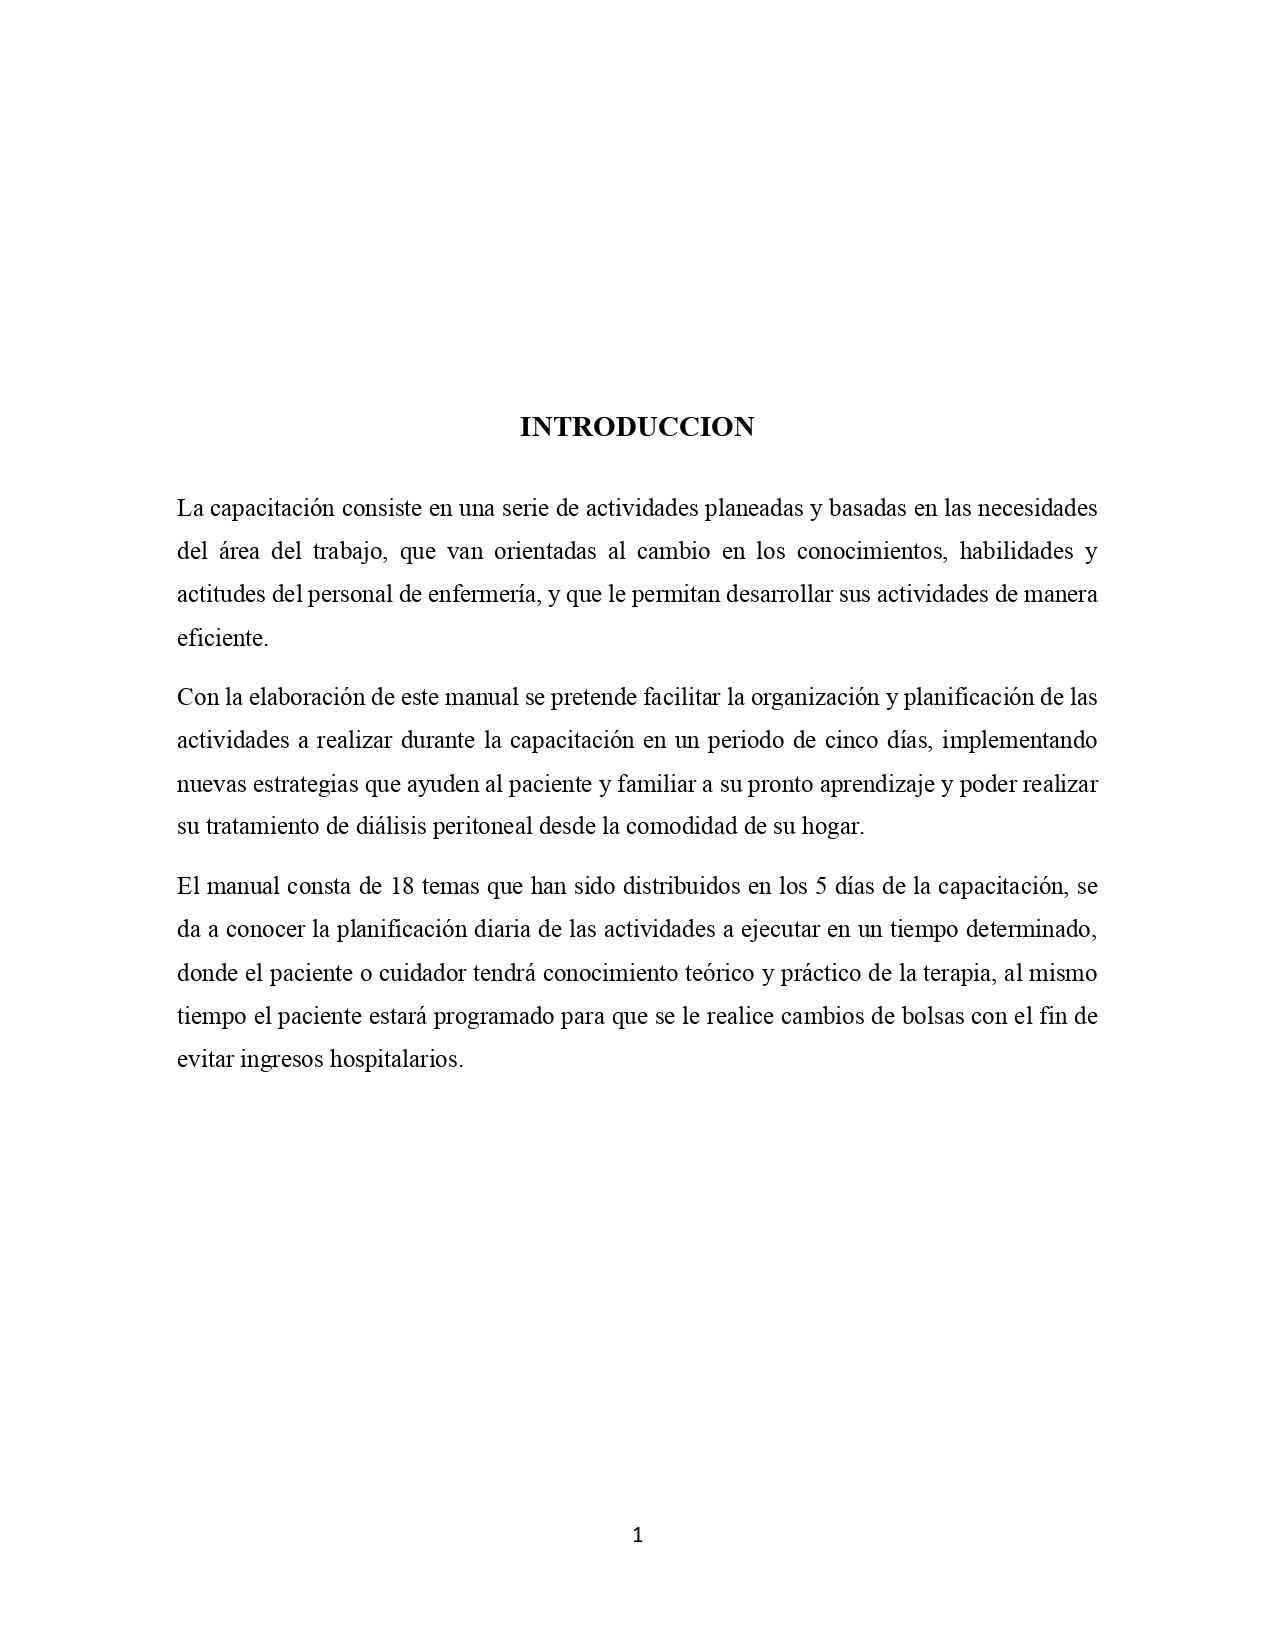 INTRODUCCION
La capacitación consiste en una serie de actividades planeadas y basadas en las necesidades
del área del trabajo, que van orientadas al cambio en los conocimientos, habilidades y
actitudes del personal de enfermería, y que le permitan desarrollar sus actividades de manera
eficiente.
Con la elaboración de este manual se pretende facilitar la organización y planificación de las
actividades a realizar durante la capacitación en un periodo de cinco días, implementando
nuevas estrategias que ayuden al paciente y familiar a su pronto aprendizaje y poder realizar
su tratamiento de diálisis peritoneal desde la comodidad de su hogar.
El manual consta de 18 temas que han sido distribuidos en los 5 días de la capacitación, se
da a conocer la planificación diaria de las actividades a ejecutar en un tiempo determinado,
donde el paciente o cuidador tendrá conocimiento teórico y práctico de la terapia, al mismo
tiempo el paciente estará programado para que se le realice cambios de bolsas con el fin de
evitar ingresos hospitalarios.
1